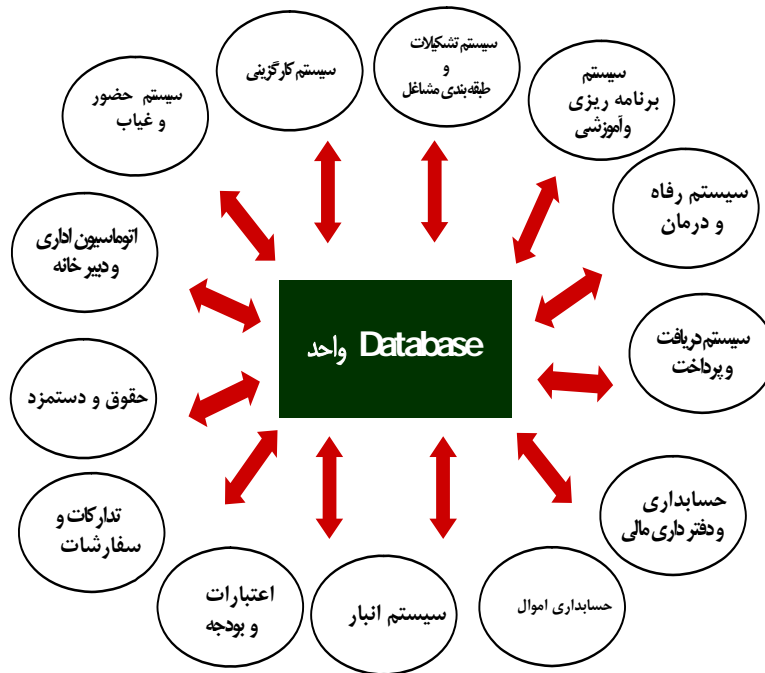 سیستم تشکیلات
و
طبقه‌بندی مشاغل
سیستم
برنامه ریزی
وآموزشی
سیستم رفاه
و درمان
سیستم دریافت
و پرداخت
حسابداری
و دفتر داری مالی
حسابداری اموال
سیستم انبار
اعتبارات
و بودجه
تدارکات و
سفارشات
حقوق و دستمزد
اتوماسیون اداری
و دبیر خانه
سیستم حضور
و غیاب
سیستم کارگزینی
Database واحد